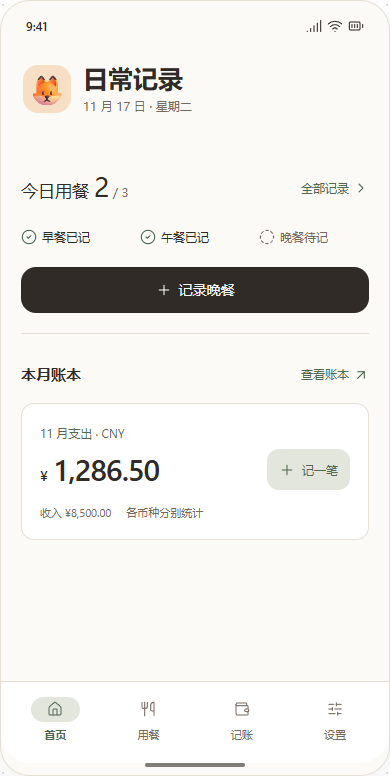 9:41
日常记录
11 月 17 日 · 星期二
今日用餐 2 / 3
全部记录
早餐已记 午餐已记 晚餐待记
记录晚餐
本月账本
查看账本
11 月支出 · CNY
¥ 1,286.50
记一笔
收入 ¥8,500.00 各币种分别统计
首页 用餐 记账 设置